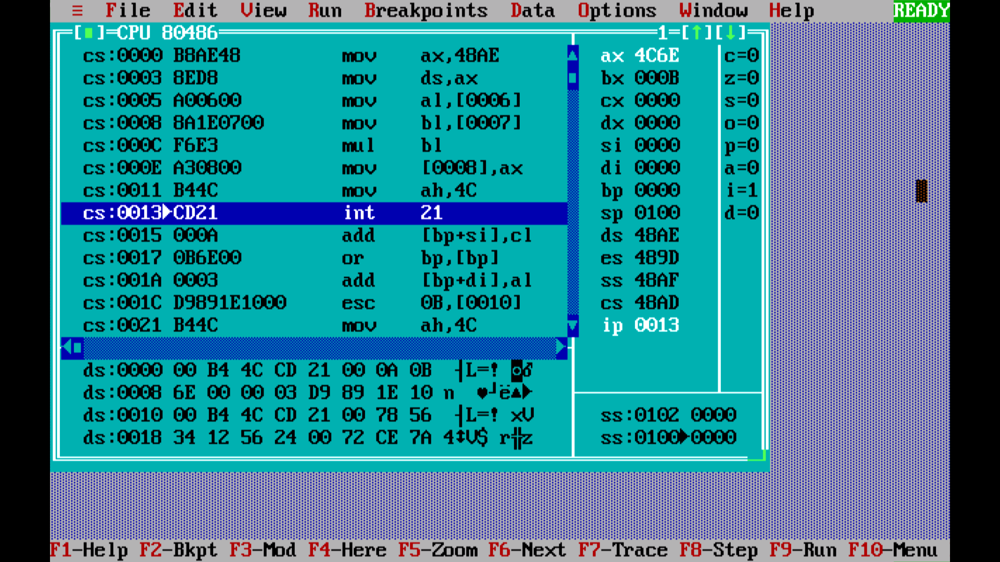 ≡ File Edit View Run Breakpoints Data Options Window Help READY
[■]=CPU 80486 1=[↑][↓]
cs:0000 B8AE48 mov ax,48AE ax 4C6E c=0
cs:0003 8ED8 mov ds,ax bx 000B z=0
cs:0005 A00600 mov al,[0006] cx 0000 s=0
cs:0008 8A1E0700 mov bl,[0007] dx 0000 o=0
cs:000C F6E3 mul bl si 0000 p=0
cs:000E A30800 mov [0008],ax di 0000 a=0
cs:0011 B44C mov ah,4C bp 0000 i=1
cs:0013►CD21 int 21 sp 0100 d=0
cs:0015 000A add [bp+si],cl ds 48AE
cs:0017 0B6E00 or bp,[bp] es 489D
cs:001A 0003 add [bp+di],al ss 48AF
cs:001C D9891E1000 esc 0B,[0010] cs 48AD
cs:0021 B44C mov ah,4C ip 0013
ds:0000 00 B4 4C CD 21 00 0A 0B ┤L=! ◙♂
ds:0008 6E 00 00 03 D9 89 1E 10 n ♥┘ë▲►
ds:0010 00 B4 4C CD 21 00 78 56 ┤L=! xV ss:0102 0000
ds:0018 34 12 56 24 00 72 CE 7A 4↕V$ r╬z ss:0100►0000
F1-Help F2-Bkpt F3-Mod F4-Here F5-Zoom F6-Next F7-Trace F8-Step F9-Run F10-Menu